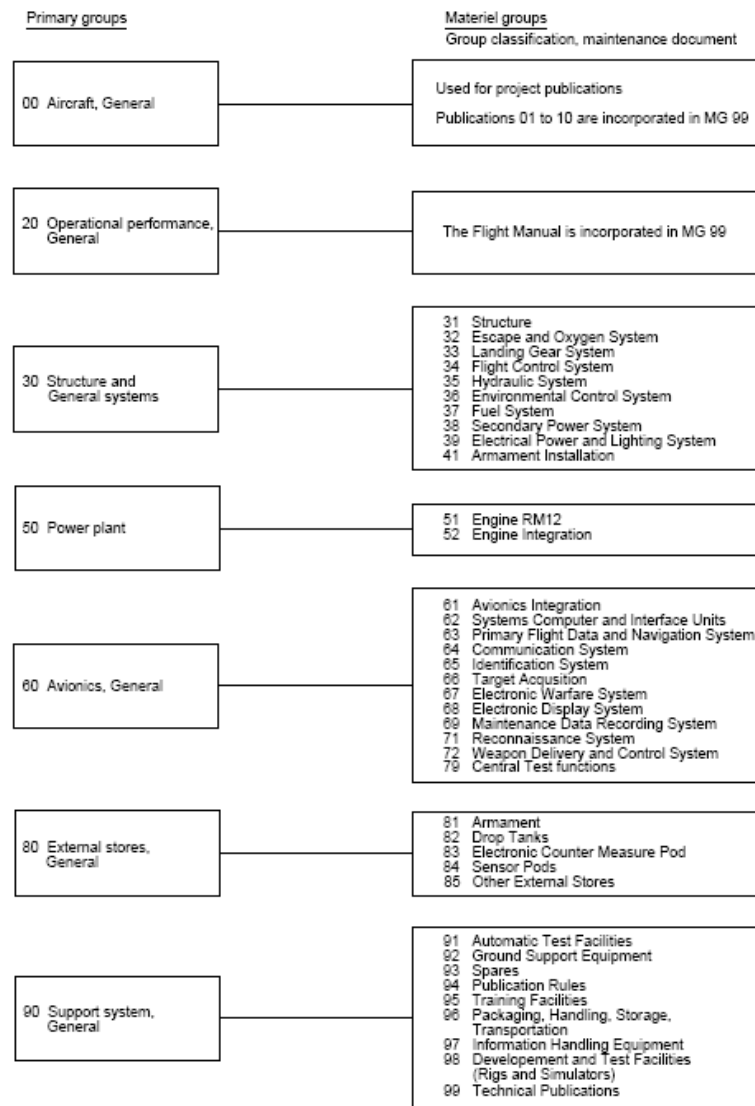 Primary groups
Materiel groups
Group classification, maintenance document
00 Aircraft, General
Used for project publications
Publications 01 to 10 are incorporated in MG 99
20 Operational performance,
General
The Flight Manual is incorporated in MG 99
30 Structure and
General systems
31 Structure
32 Escape and Oxygen System
33 Landing Gear System
34 Flight Control System
35 Hydraulic System
36 Environmental Control System
37 Fuel System
38 Secondary Power System
39 Electrical Power and Lighting System
41 Armament Installation
50 Power plant
51 Engine RM12
52 Engine Integration
60 Avionics, General
61 Avionics Integration
62 Systems Computer and Interface Units
63 Primary Flight Data and Navigation System
64 Communication System
65 Identification System
66 Target Acqusition
67 Electronic Warfare System
68 Electronic Display System
69 Maintenance Data Recording System
71 Reconnaissance System
72 Weapon Delivery and Control System
79 Central Test functions
80 External stores,
General
81 Armament
82 Drop Tanks
83 Electronic Counter Measure Pod
84 Sensor Pods
85 Other External Stores
90 Support system,
General
91 Automatic Test Facilities
92 Ground Support Equipment
93 Spares
94 Publication Rules
95 Training Facilities
96 Packaging, Handling, Storage,
Transportation
97 Information Handling Equipment
98 Developement and Test Facilities
(Rigs and Simulators)
99 Technical Publications